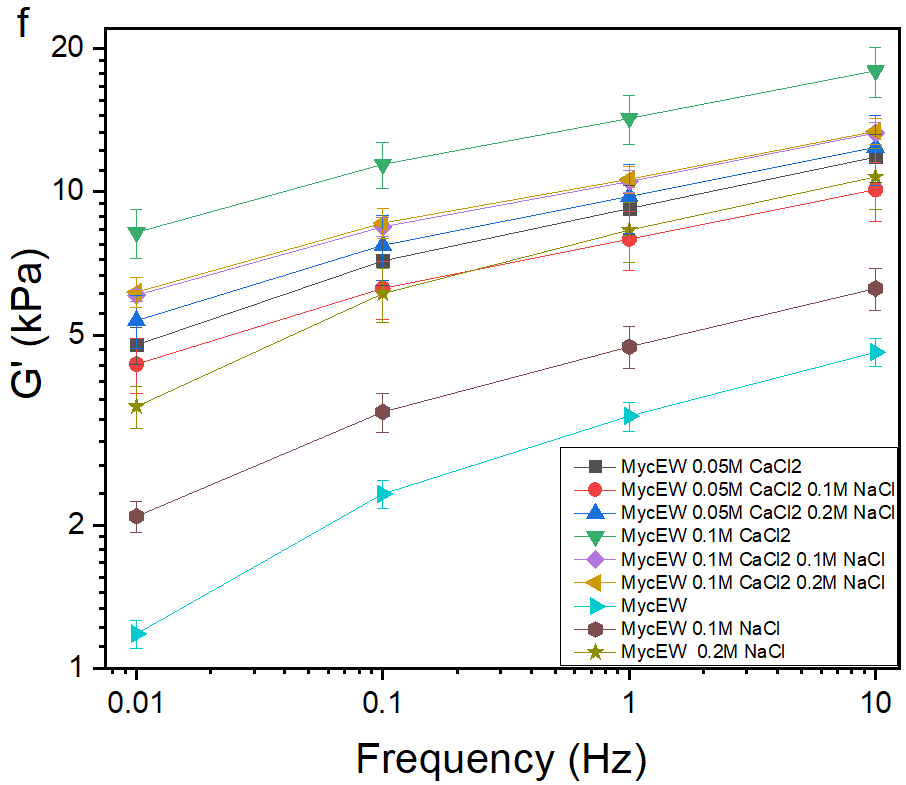 f
20
10
5
2
1
G' (kPa)
0.01 0.1 1 10
Frequency (Hz)
MycEW 0.05M CaCl2
MycEW 0.05M CaCl2 0.1M NaCl
MycEW 0.05M CaCl2 0.2M NaCl
MycEW 0.1M CaCl2
MycEW 0.1M CaCl2 0.1M NaCl
MycEW 0.1M CaCl2 0.2M NaCl
MycEW
MycEW 0.1M NaCl
MycEW  0.2M NaCl